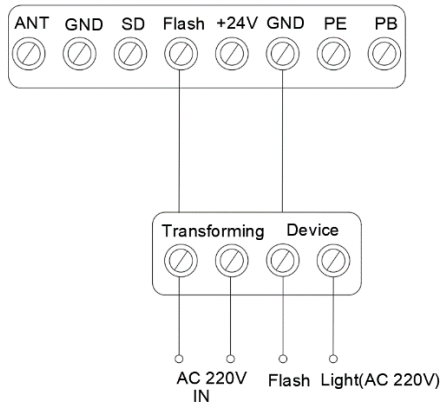 ANT GND SD Flash +24V GND PE PB
Transforming Device
AC 220V Flash Light(AC 220V)
IN